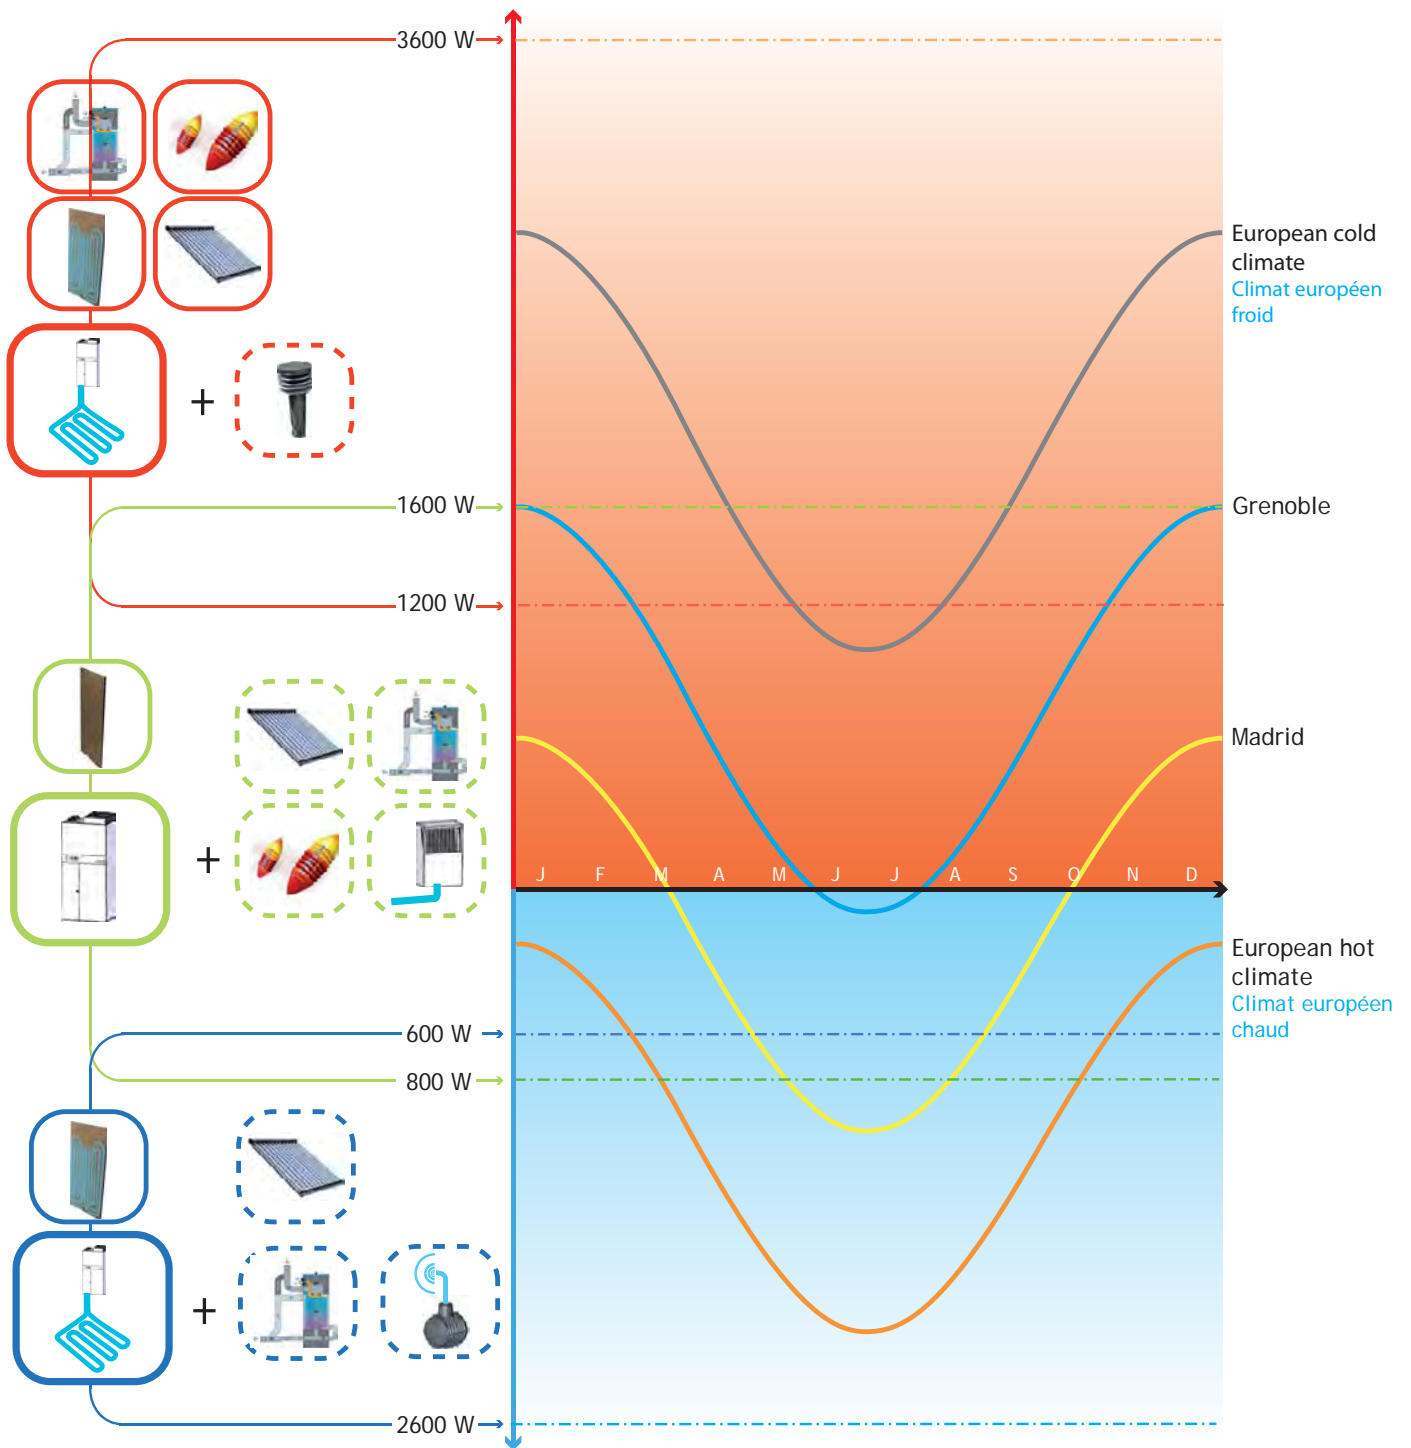 3600 W
European cold
climate
Climat européen
froid
+
1600 W
Grenoble
1200 W
Madrid
+
J F M A M J J A S O N D
European hot
climate
Climat européen
chaud
600 W
800 W
+
2600 W